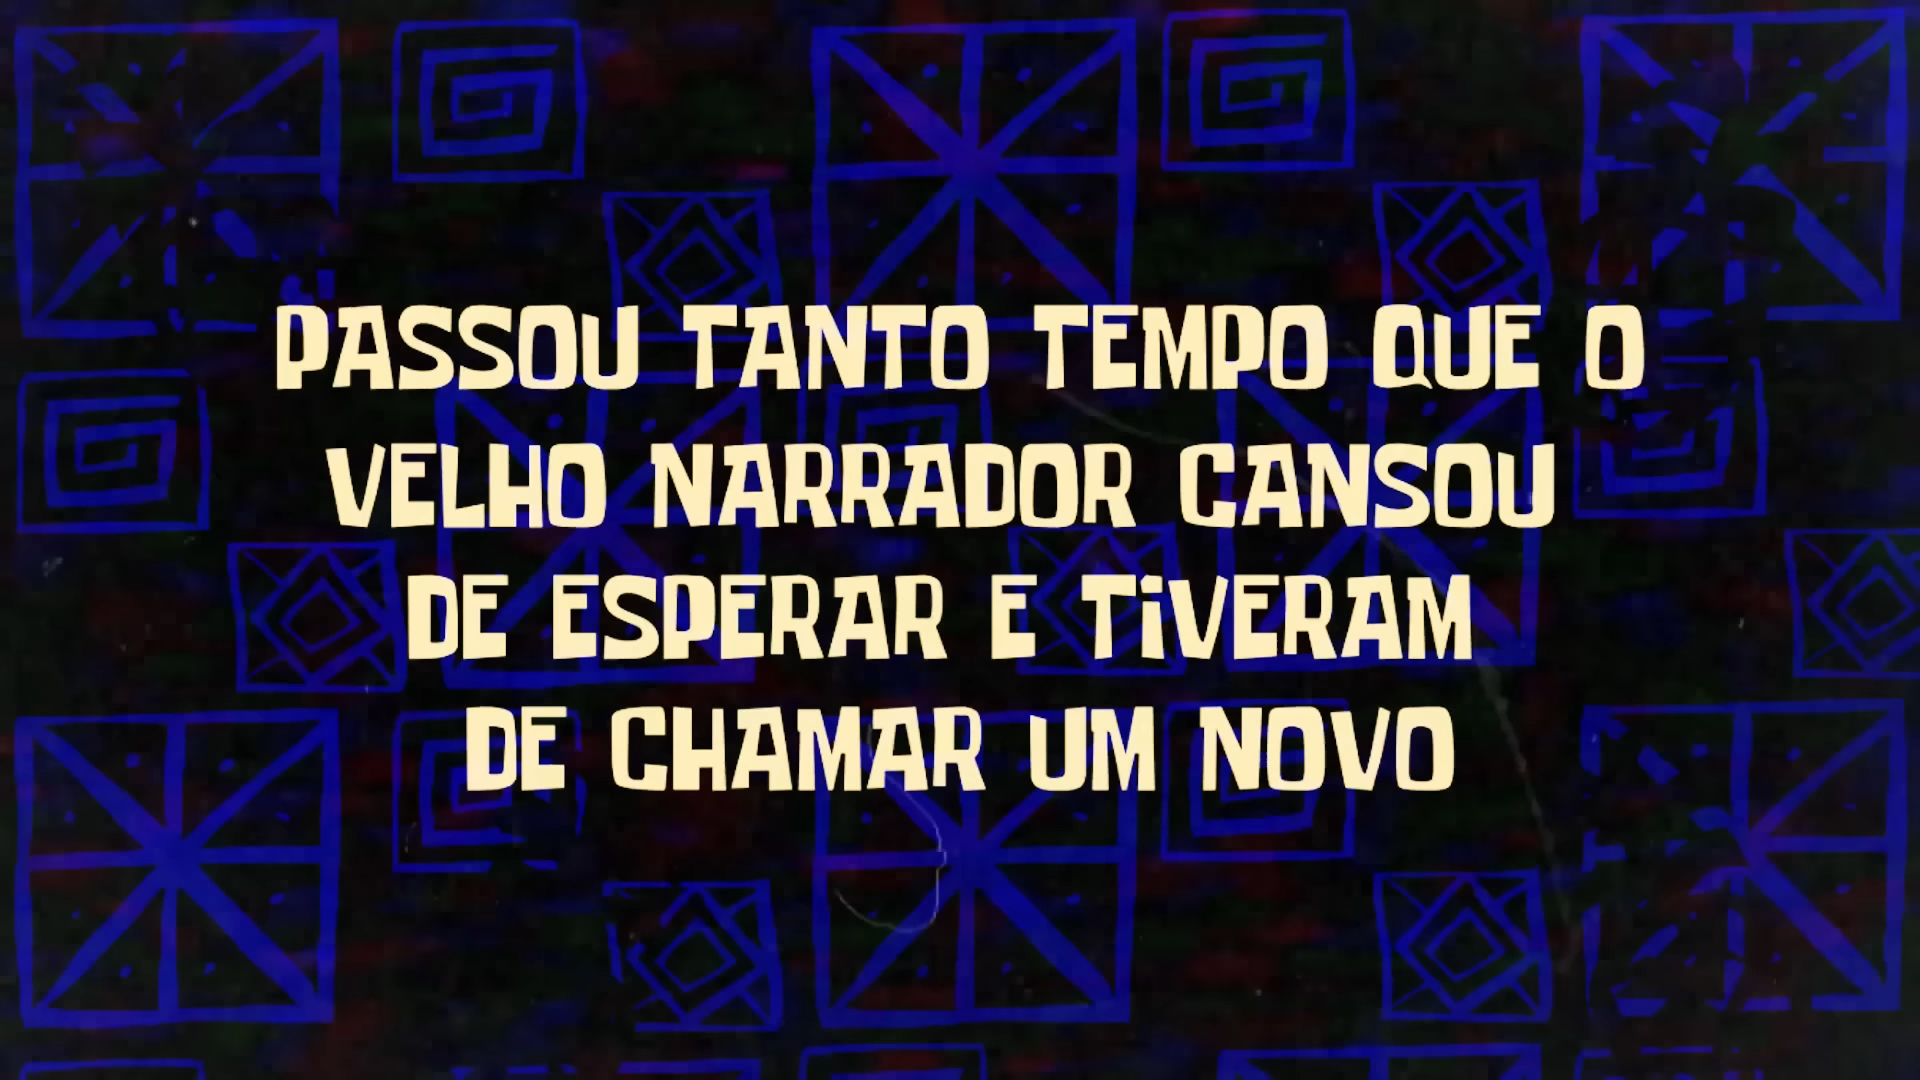 PASSOU TANTO TEMPO QUE O
VELHO NARRADOR CANSOU
DE ESPERAR E TiVERAM
DE CHAMAR UM NOVO